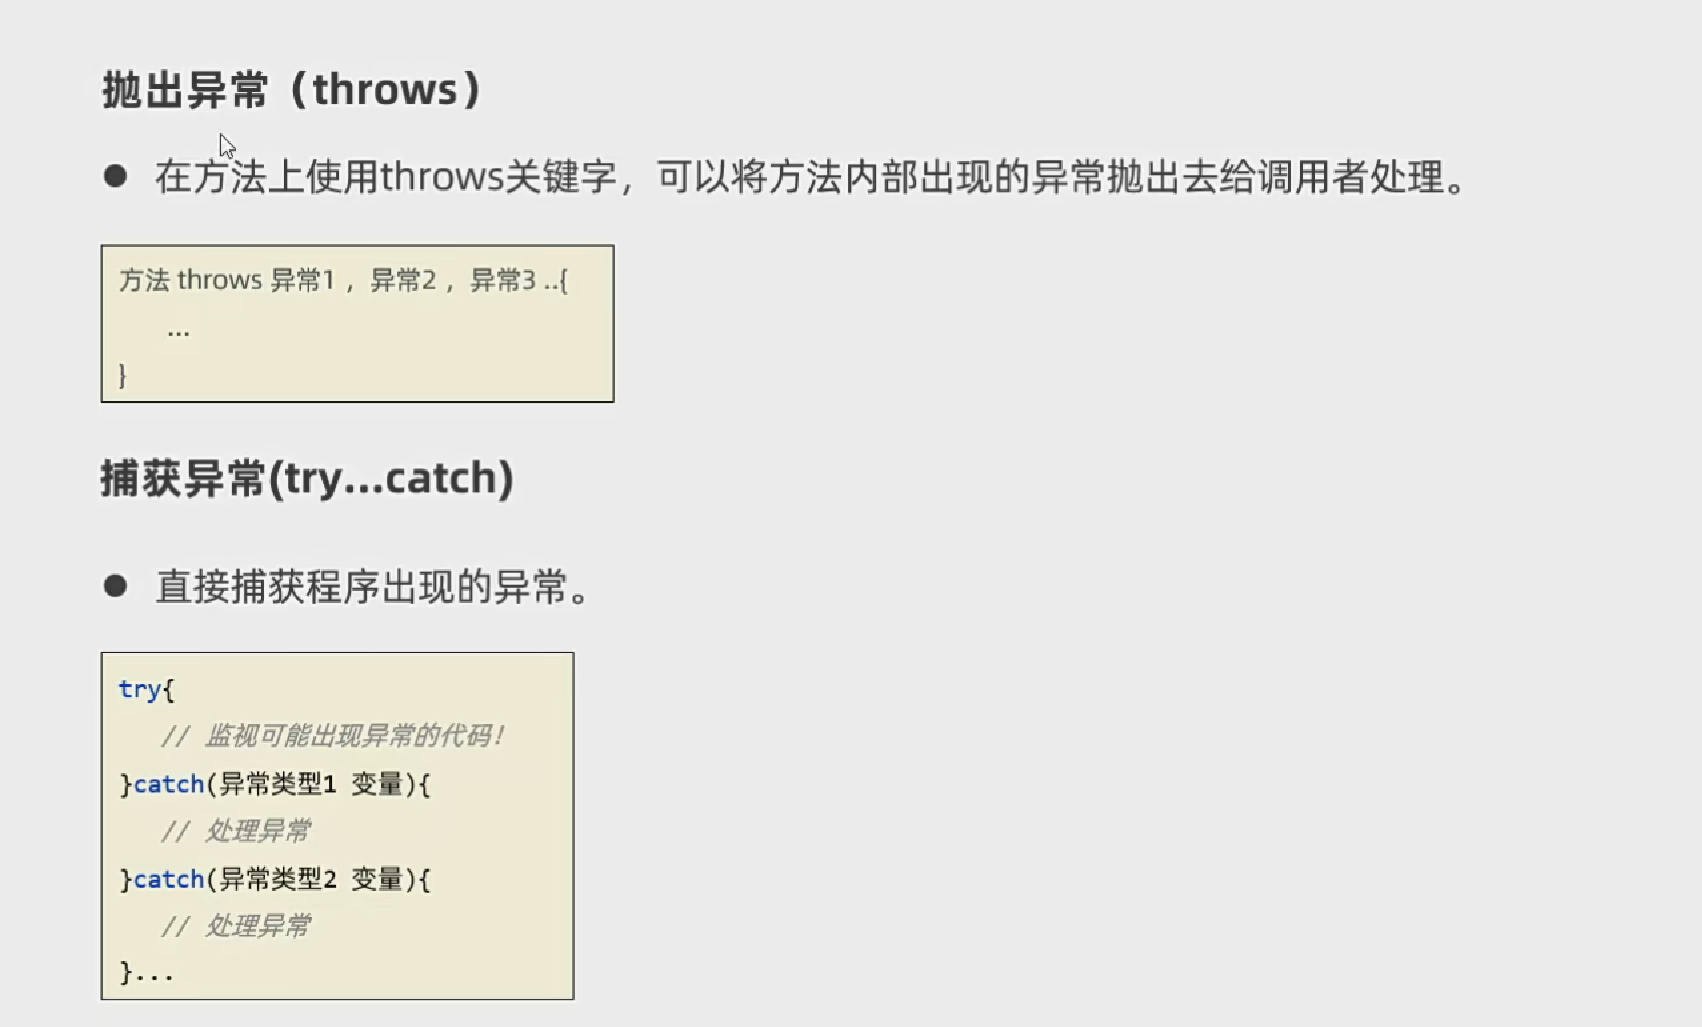 抛出异常（throws）
● 在方法上使用throws关键字，可以将方法内部出现的异常抛出去给调用者处理。
方法 throws 异常1 ，异常2 ，异常3 ..{
...
}
捕获异常(try...catch)
● 直接捕获程序出现的异常。
try{
// 监视可能出现异常的代码！
}catch(异常类型1 变量){
// 处理异常
}catch(异常类型2 变量){
// 处理异常
}...